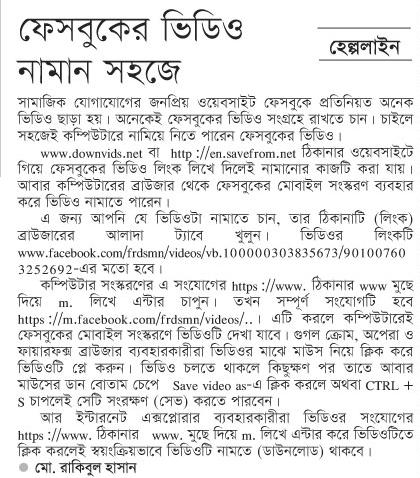 ফেসবুকের ভিডিও
নামান সহজে
হেল্পলাইন
সামাজিক যোগাযোগের জনপ্রিয় ওয়েবসাইট ফেসবুকে প্রতিনিয়ত অনেক
ভিডিও ছাড়া হয়। অনেকেই ফেসবুকের ভিডিও সংগ্রহে রাখতে চান। চাইলে
সহজেই কম্পিউটারে নামিয়ে নিতে পারেন ফেসবুকের ভিডিও।
www.downvids.net বা http://en.savefrom.net ঠিকানার ওয়েবসাইটে
গিয়ে ফেসবুকের ভিডিও লিংক লিখে দিলেই নামানোর কাজটি করা যায়।
আবার কম্পিউটারের ব্রাউজার থেকে ফেসবুকের মোবাইল সংস্করণ ব্যবহার
করে ভিডিও নামাতে পারেন।
এ জন্য আপনি যে ভিডিওটা নামাতে চান, তার ঠিকানাটি (লিংক)
ব্রাউজারের আলাদা ট্যাবে খুলুন। ভিডিওর লিংকটি
www.facebook.com/frdsmn/videos/vb.100000303835673/90100760
3252692-এর মতো হবে।
কম্পিউটার সংস্করণের এ সংযোগের https://www. ঠিকানার www মুছে
দিয়ে m. লিখে এন্টার চাপুন। তখন সম্পূর্ণ সংযোগটি হবে
https://m.facebook.com/frdsmn/videos/..। এটি করলে কম্পিউটারেই
ফেসবুকের মোবাইল সংস্করণে ভিডিওটি দেখা যাবে। গুগল ক্রোম, অপেরা ও
ফায়ারফক্স ব্রাউজার ব্যবহারকারীরা ভিডিওর মাঝে মাউস নিয়ে ক্লিক করে
ভিডিওটি প্লে করুন। ভিডিও চলতে থাকলে কিছুক্ষণ পর তাতে আবার
মাউসের ডান বোতাম চেপে Save video as-এ ক্লিক করলে অথবা CTRL +
S চাপলেই সেটি সংরক্ষণ (সেভ) করতে পারবেন।
আর ইন্টারনেট এক্সপ্লোরার ব্যবহারকারীরা ভিডিওর সংযোগের
https://www. ঠিকানার www. মুছে দিয়ে m. লিখে এন্টার করে ভিডিওটিতে
ক্লিক করলেই স্বয়ংক্রিয়ভাবে ভিডিওটি নামতে (ডাউনলোড) থাকবে।
● মো. রাকিবুল হাসান